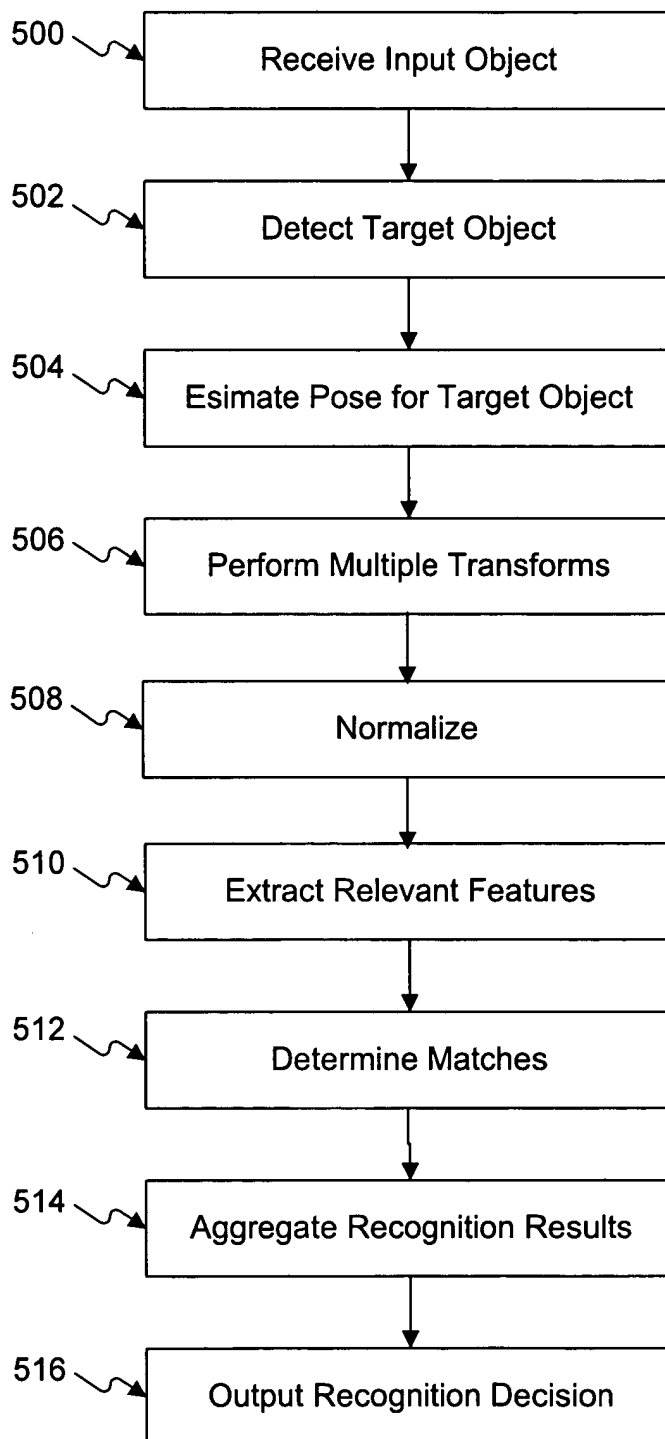 500
Receive Input Object
502
Detect Target Object
504
Esimate Pose for Target Object
506
Perform Multiple Transforms
508
Normalize
510
Extract Relevant Features
512
Determine Matches
514
Aggregate Recognition Results
516
Output Recognition Decision